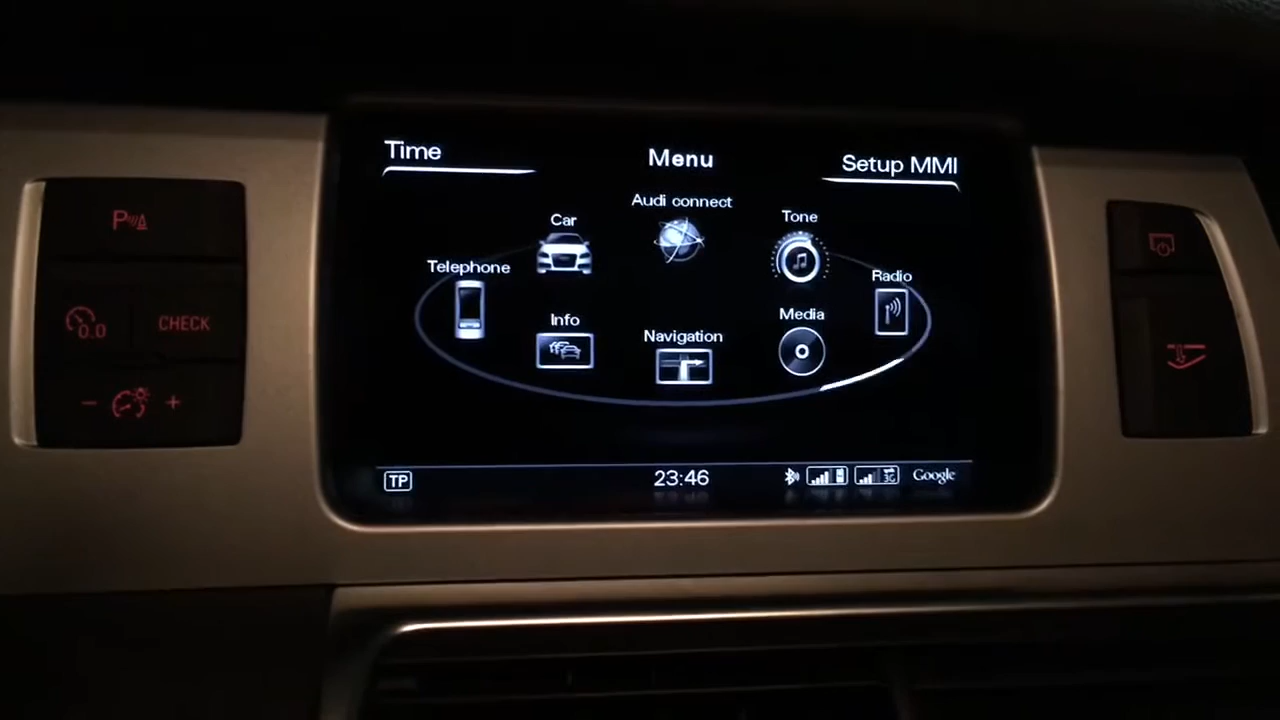 Time
Menu
Setup MMI
Audi connect
Car
Tone
Telephone
Radio
Info
Navigation
Media
P
0.0
CHECK
- +
TP
23:46
3G
Google